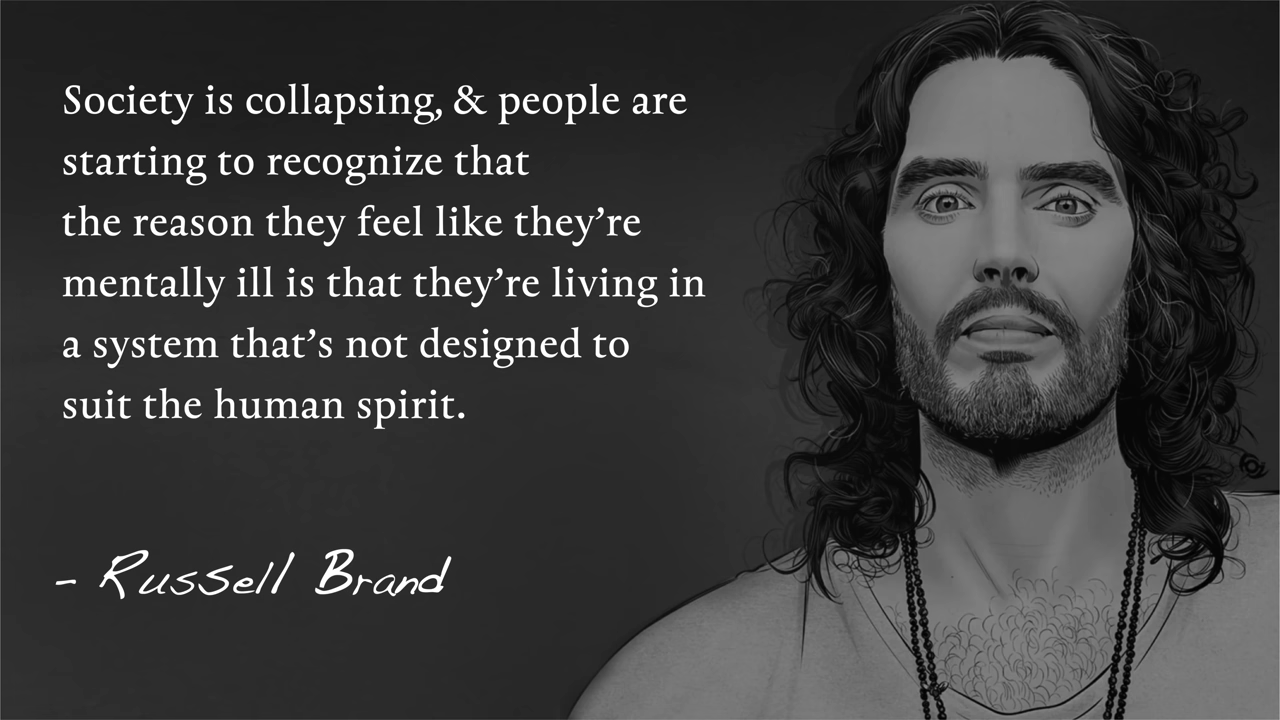 Society is collapsing, & people are
starting to recognize that
the reason they feel like they’re
mentally ill is that they’re living in
a system that’s not designed to
suit the human spirit.
- Russell Brand